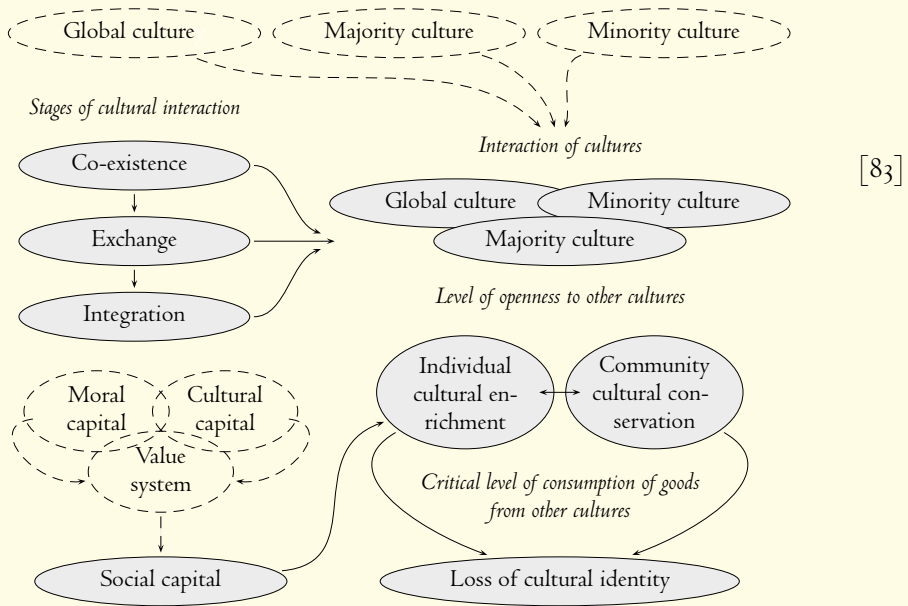 Global culture
Majority culture
Minority culture
Stages of cultural interaction
Interaction of cultures
Co-existence
[83]
Global culture
Minority culture
Exchange
Majority culture
Level of openness to other cultures
Integration
Individual
cultural en-
richment
Community
cultural con-
servation
Moral
capital
Cultural
capital
Value
system
Critical level of consumption of goods
from other cultures
Social capital
Loss of cultural identity